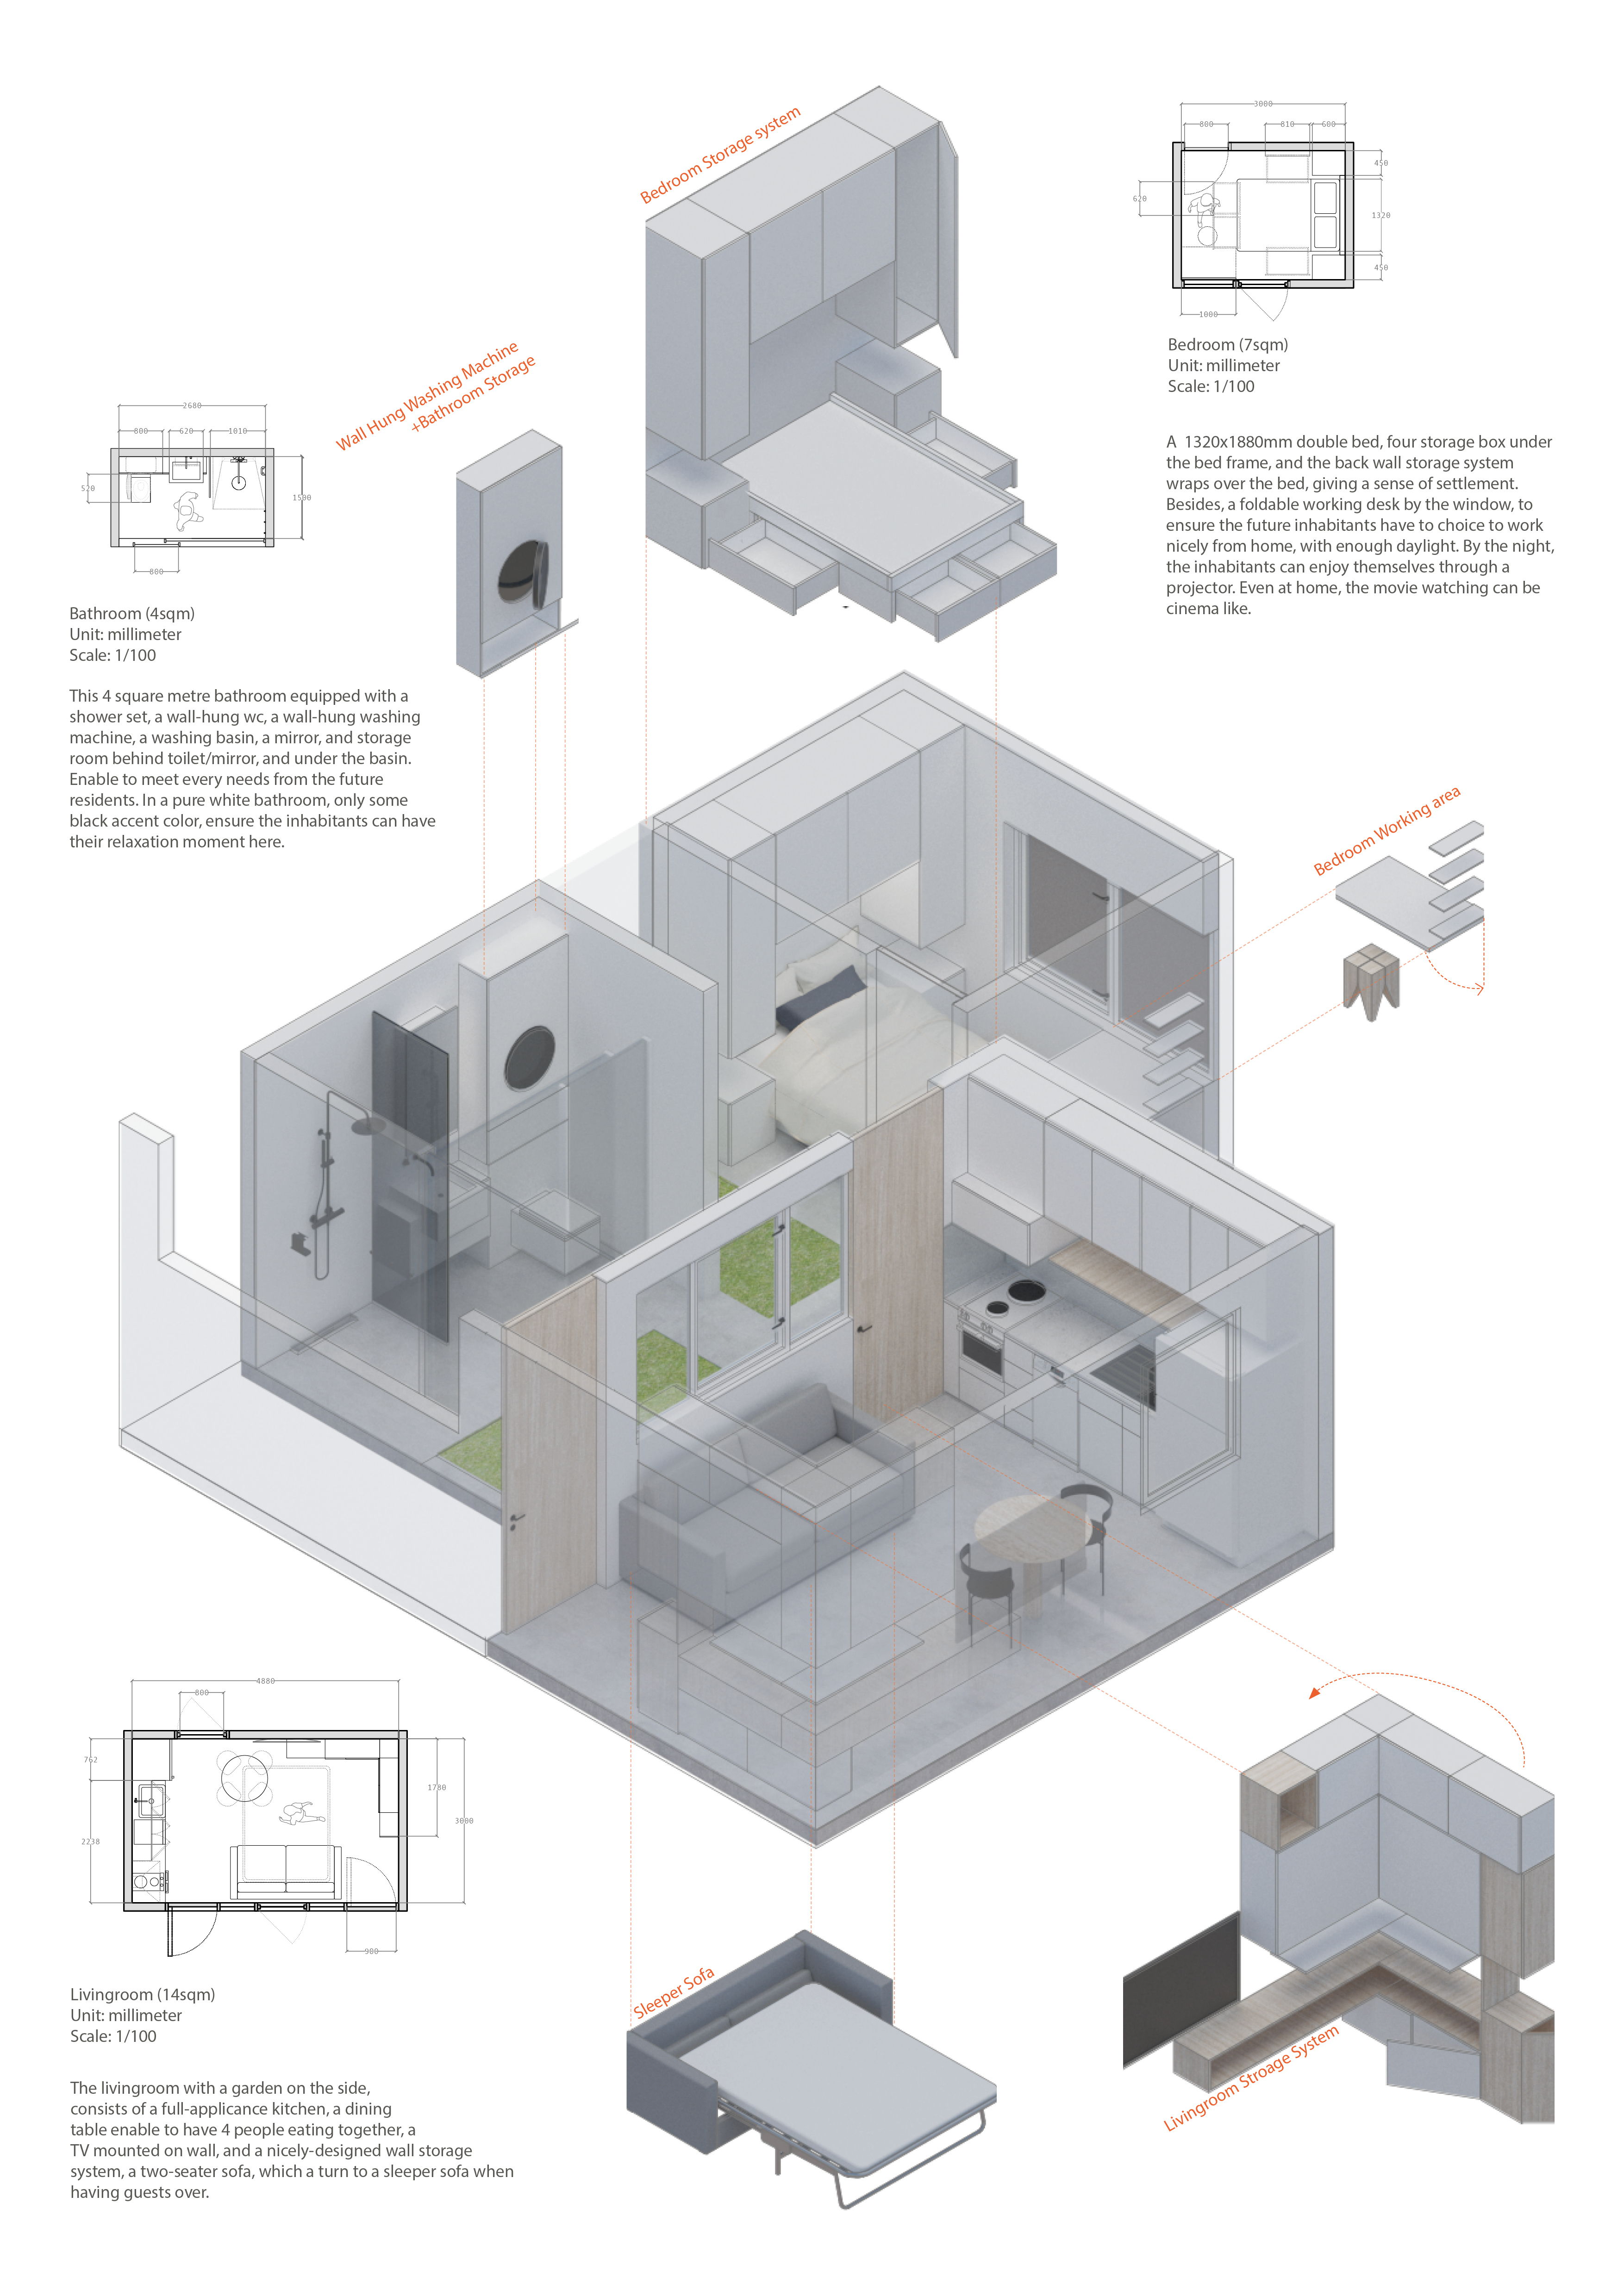 Bedroom Storage system
3000
800
810
600
450
620
1320
450
1000
Bedroom (7sqm)
Unit: millimeter
Scale: 1/100
A 1320x1880mm double bed, four storage box under
the bed frame, and the back wall storage system
wraps over the bed, giving a sense of settlement.
Besides, a foldable working desk by the window, to
ensure the future inhabitants have to choice to work
nicely from home, with enough daylight. By the night,
the inhabitants can enjoy themselves through a
projector. Even at home, the movie watching can be
cinema like.
Wall Hung Washing Machine
+Bathroom Storage
2680
800
620
1010
520
1500
800
Bathroom (4sqm)
Unit: millimeter
Scale: 1/100
This 4 square metre bathroom equipped with a
shower set, a wall-hung wc, a wall-hung washing
machine, a washing basin, a mirror, and storage
room behind toilet/mirror, and under the basin.
Enable to meet every needs from the future
residents. In a pure white bathroom, only some
black accent color, ensure the inhabitants can have
their relaxation moment here.
Bedroom Working area
4880
800
762
1780
3000
2238
900
Livingroom (14sqm)
Unit: millimeter
Scale: 1/100
The livingroom with a garden on the side,
consists of a full-applicance kitchen, a dining
table enable to have 4 people eating together, a
TV mounted on wall, and a nicely-designed wall storage
system, a two-seater sofa, which a turn to a sleeper sofa when
having guests over.
Sleeper Sofa
Livingroom Stroage System